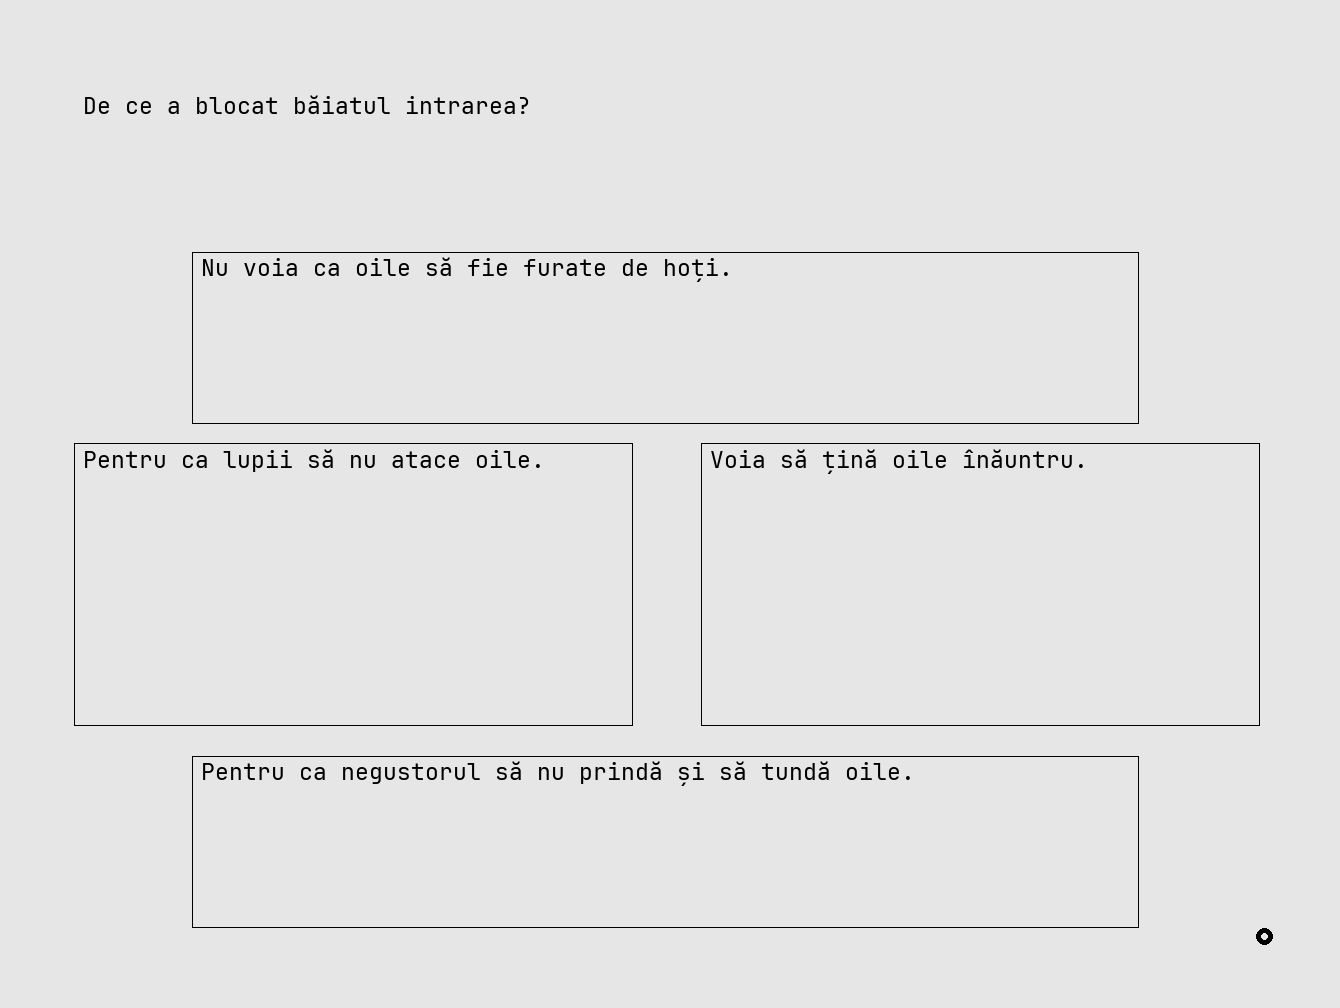 De ce a blocat băiatul intrarea?
Nu voia ca oile să fie furate de hoți.
Pentru ca lupii să nu atace oile.
Voia să țină oile înăuntru.
Pentru ca negustorul să nu prindă și să tundă oile.